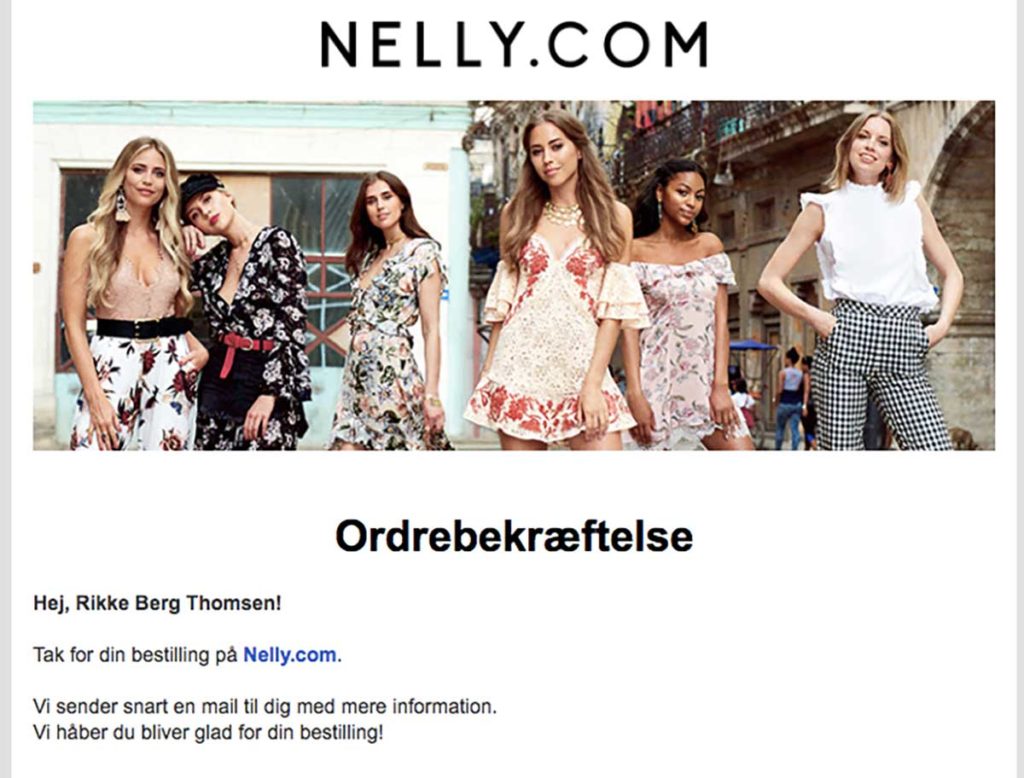 NELLY.COM
Ordrebekræftelse
Hej, Rikke Berg Thomsen!
Tak for din bestilling på Nelly.com.
Vi sender snart en mail til dig med mere information.
Vi håber du bliver glad for din bestilling!